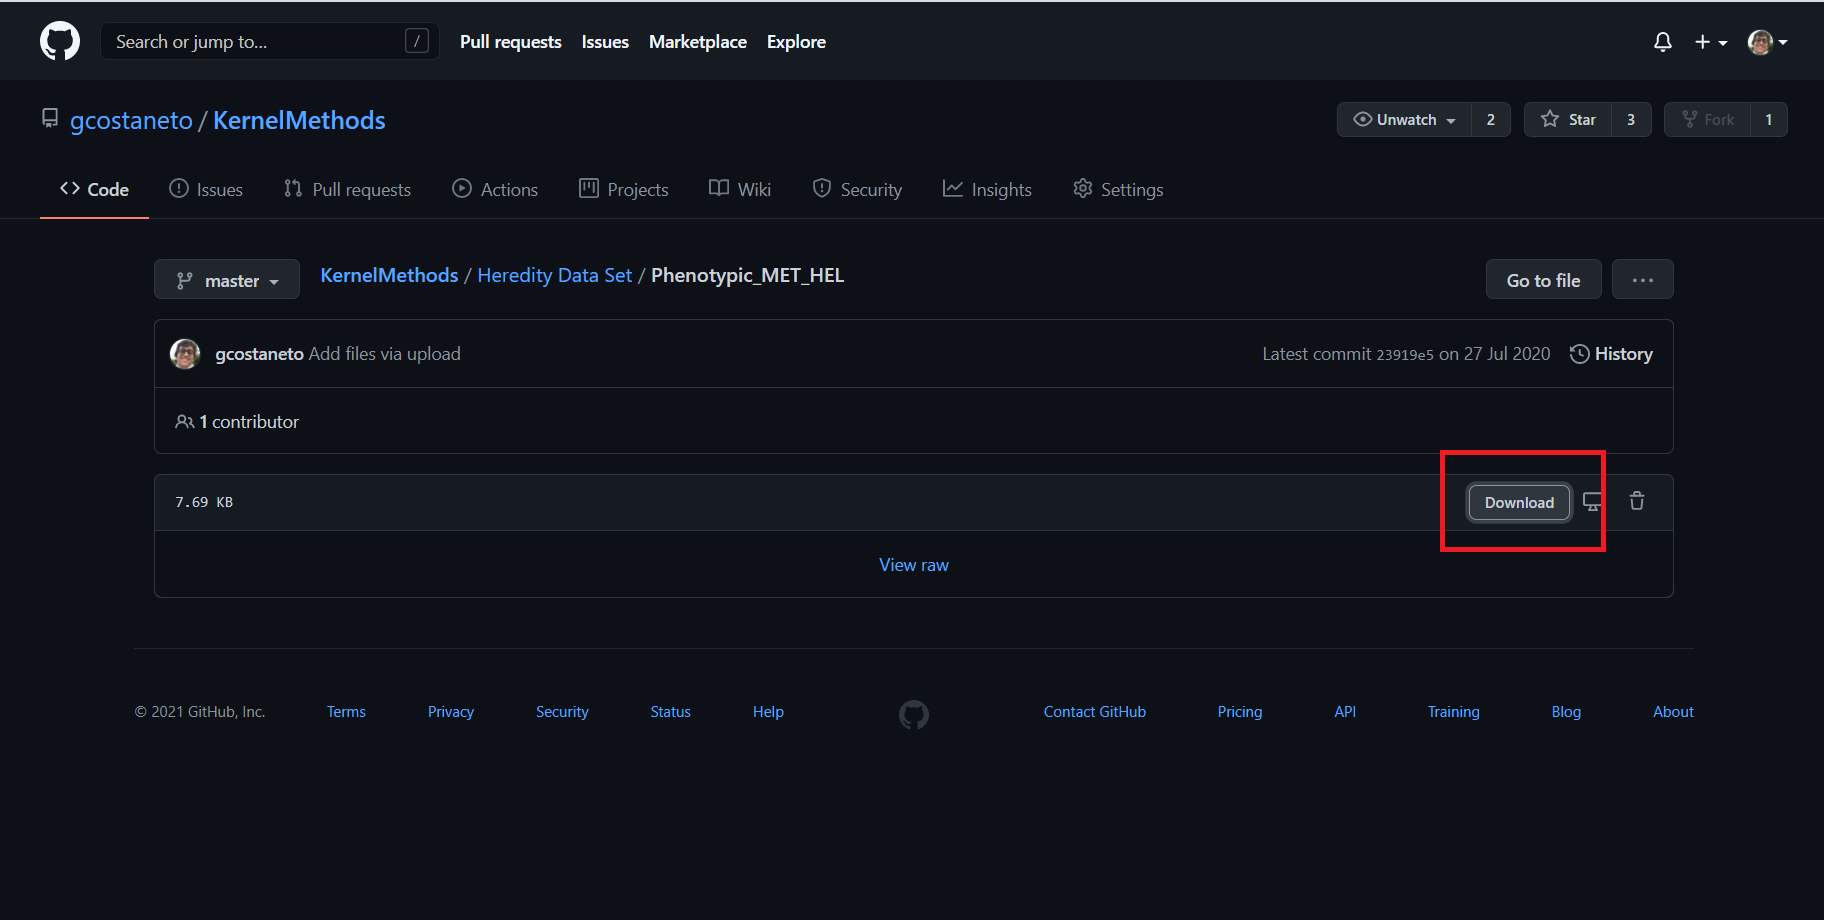 Search or jump to... / Pull requests Issues Marketplace Explore
gcostaneto / KernelMethods Unwatch 2 Star 3 Fork 1
Code Issues Pull requests Actions Projects Wiki Security Insights Settings
master KernelMethods / Heredity Data Set / Phenotypic_MET_HEL Go to file ...
gcostaneto Add files via upload Latest commit 23919e5 on 27 Jul 2020 History
1 contributor
7.69 KB Download
View raw
© 2021 GitHub, Inc. Terms Privacy Security Status Help Contact GitHub Pricing API Training Blog About